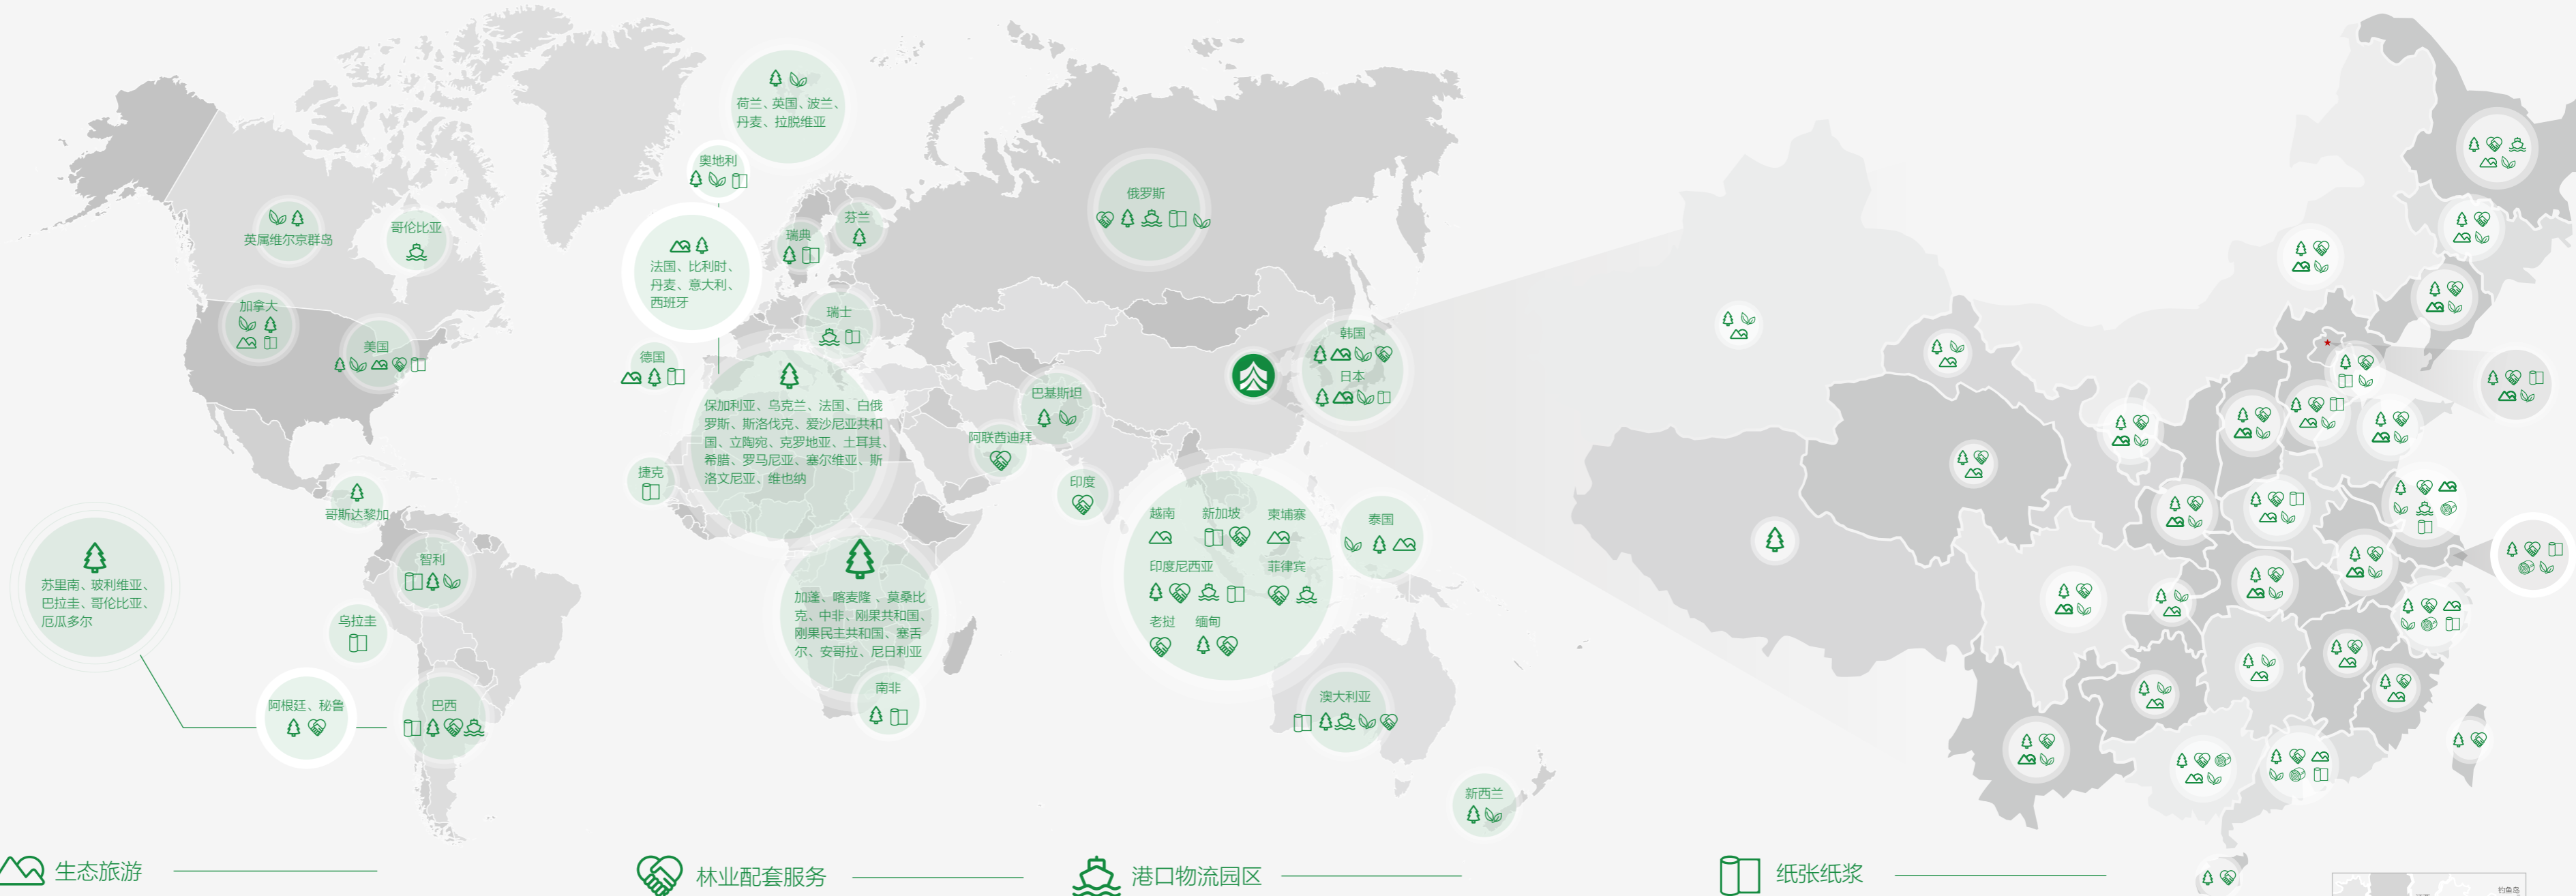 荷兰、英国、波兰、
丹麦、拉脱维亚
奥地利
俄罗斯
英属维尔京群岛
哥伦比亚
芬兰
瑞典
法国、比利时、
丹麦、意大利、
西班牙
加拿大
瑞士
美国
德国
韩国
日本
保加利亚、乌克兰、法国、白俄
罗斯、斯洛伐克、爱沙尼亚共和
国、立陶宛、克罗地亚、土耳其、
希腊、罗马尼亚、塞尔维亚、斯
洛文尼亚、维也纳
巴基斯坦
阿联酋迪拜
捷克
印度
哥斯达黎加
越南
新加坡
柬埔寨
泰国
印度尼西亚
菲律宾
老挝
缅甸
智利
苏里南、玻利维亚、
巴拉圭、哥伦比亚、
厄瓜多尔
加蓬、喀麦隆 、莫桑比
克、中非、刚果共和国、
刚果民主共和国、塞舌
尔、安哥拉、尼日利亚
乌拉圭
南非
阿根廷、秘鲁
巴西
澳大利亚
新西兰
生态旅游
林业配套服务
港口物流园区
纸张纸浆
钓鱼岛